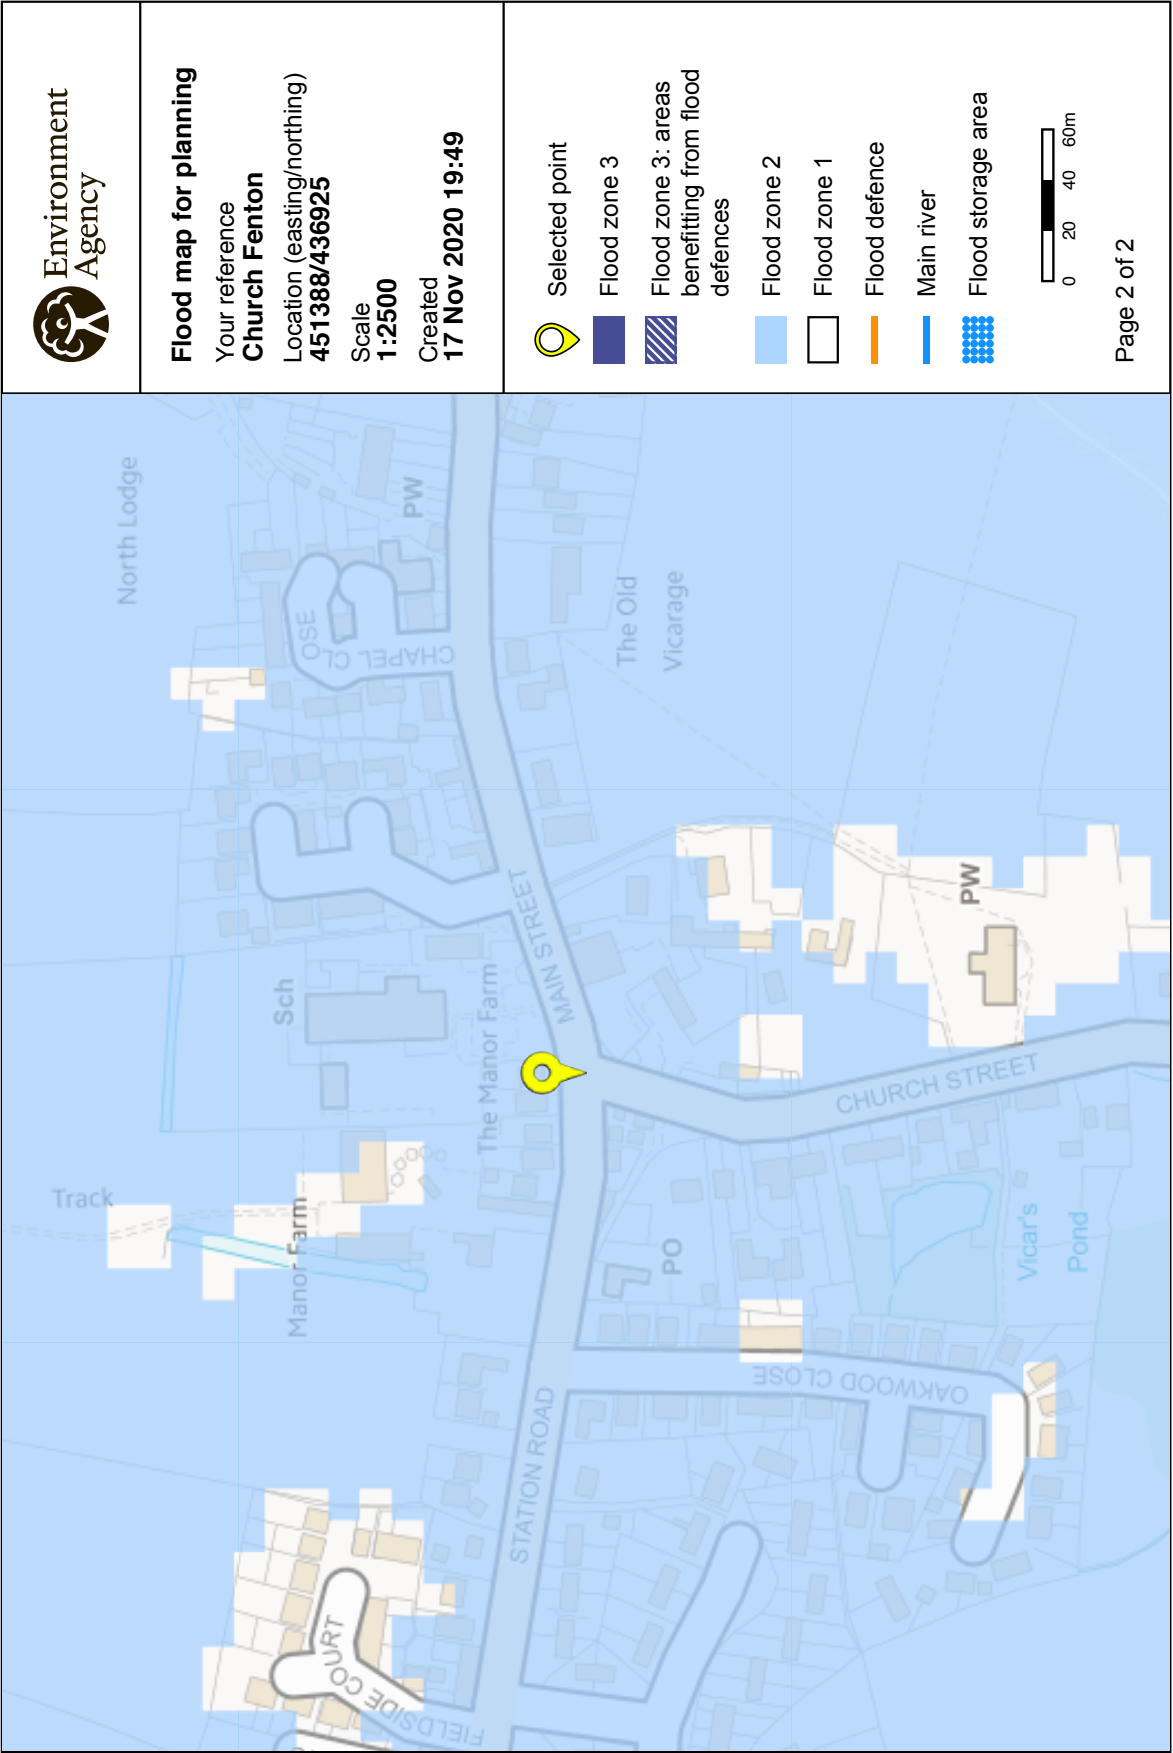 Environment
Agency
Flood map for planning
Your reference
Church Fenton
Location (easting/northing)
451388/436925
Scale
1:2500
Created
17 Nov 2020 19:49
Selected point
Flood zone 3
Flood zone 3: areas
benefitting from flood
defences
Flood zone 2
Flood zone 1
Flood defence
Main river
Flood storage area
0 20 40 60m
Page 2 of 2
North Lodge
PW
CHAPEL CLOSE
The Old
Vicarage
MAIN STREET
Sch
The Manor Farm
PW
CHURCH STREET
Track
Manor Farm
PO
Vicar's
Pond
OAKWOOD CLOSE
STATION ROAD
FIELDSIDE COURT